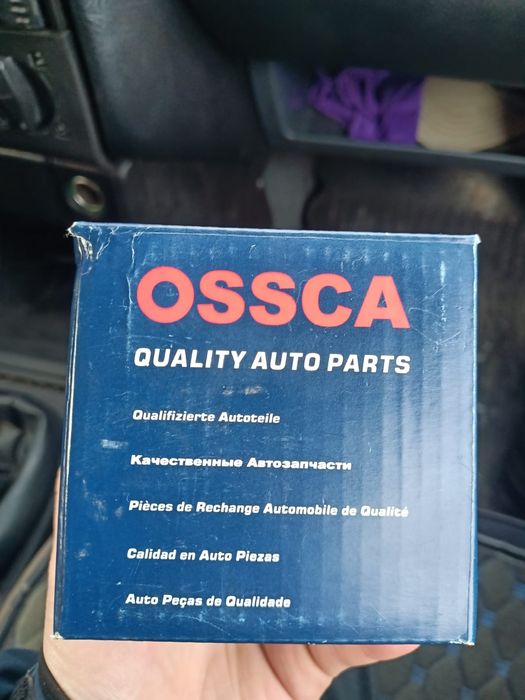 OSSCA
QUALITY AUTO PARTS
Qualifizierte Autoteile
Качественные Автозапчасти
Pièces de Rechange Automobile de Qualité
Calidad en Auto Piezas
Auto Peças de Qualidade